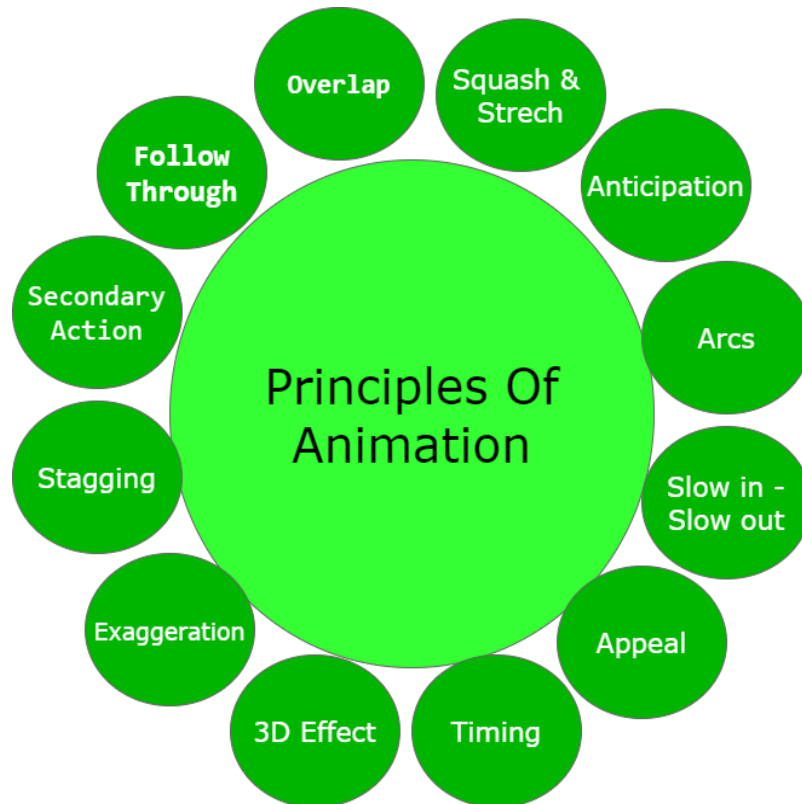 Overlap
Squash &
Strech
Anticipation
Follow
Through
Secondary
Action
Arcs
Principles Of
Animation
Stagging
Slow in -
Slow out
Exaggeration
Appeal
3D Effect
Timing